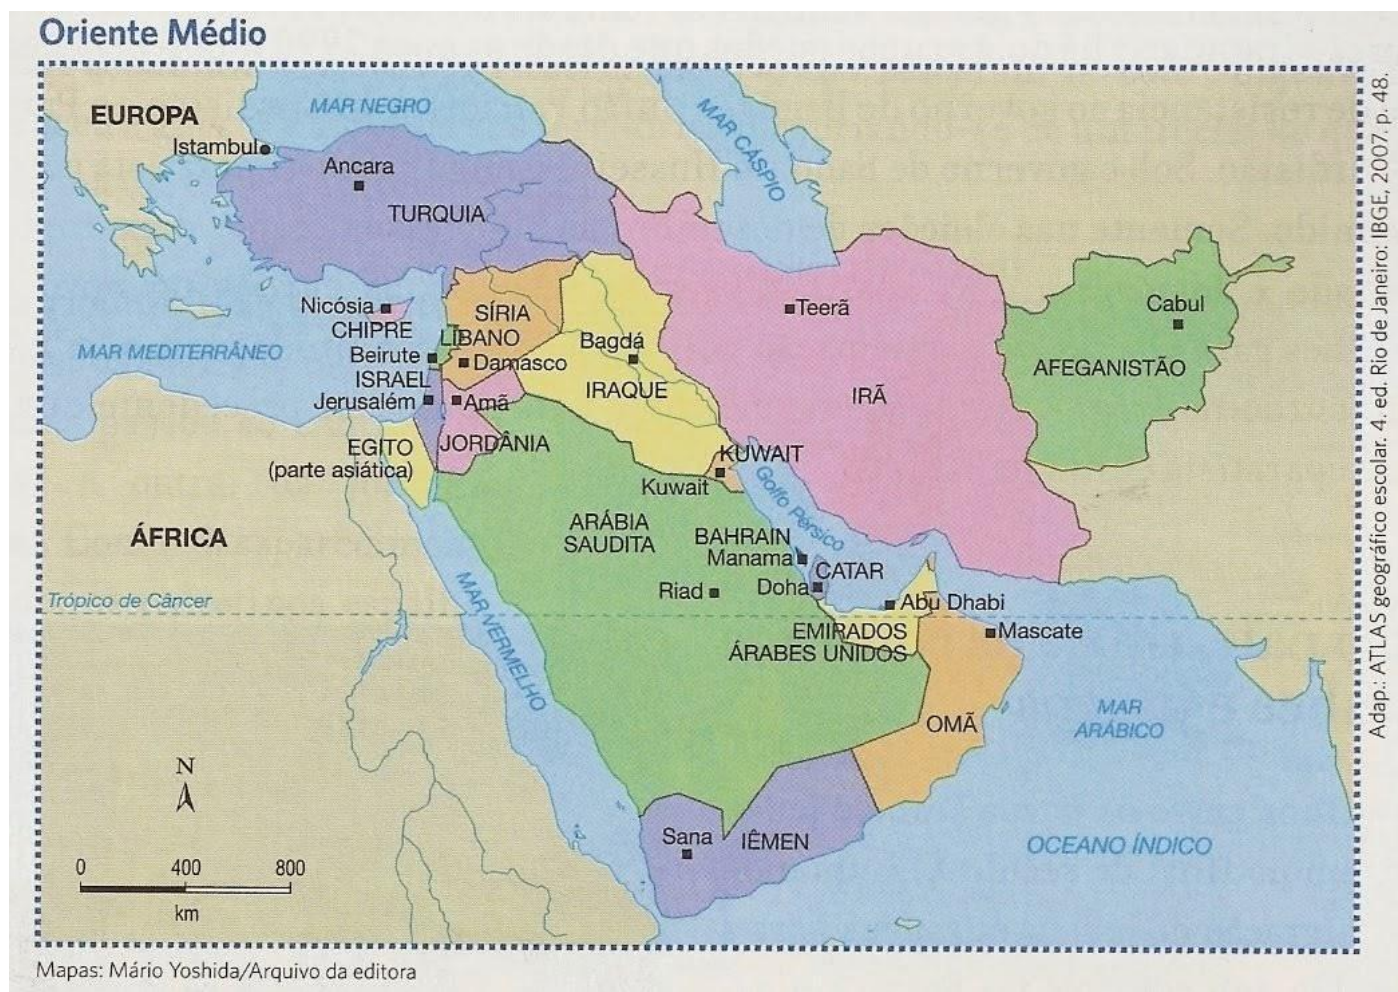 Oriente Médio
EUROPA
MAR NEGRO
MAR CÁSPIO
Istambul
Ancara
TURQUIA
Nicósia
CHIPRE
SÍRIA
LÍBANO
Beirute
Damasco
MAR MEDITERRÂNEO
ISRAEL
Jerusalém
Amã
JORDÂNIA
EGITO
(parte asiática)
Bagdá
IRAQUE
Teerã
IRÃ
Cabul
AFEGANISTÃO
KUWAIT
Kuwait
Golfo Pérsico
ÁFRICA
ARÁBIA
SAUDITA
BAHRAIN
Manama
CATAR
Riad
Doha
Abu Dhabi
Trópico de Câncer
MAR VERMELHO
EMIRADOS
ÁRABES UNIDOS
Mascate
OMÃ
MAR
ARÁBICO
Sana
IÊMEN
OCEANO ÍNDICO
N
0 400 800
km
Adap.: ATLAS geográfico escolar. 4. ed. Rio de Janeiro: IBGE, 2007. p. 48.
Mapas: Mário Yoshida/Arquivo da editora